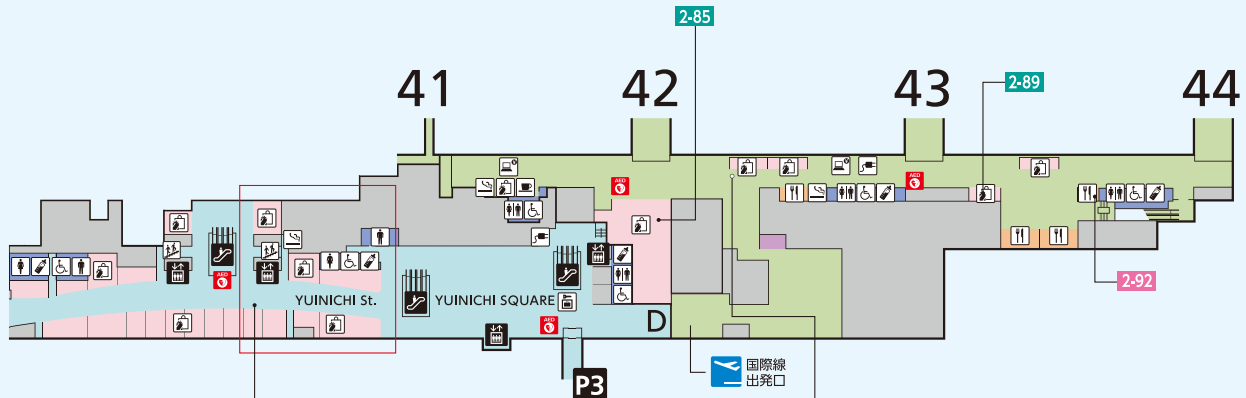 2-85
41
42
43
2-89
44
AED
AED
AED
YUINICHI St.
YUINICHI SQUARE
2-92
AED
D
P3
国際線
出発口